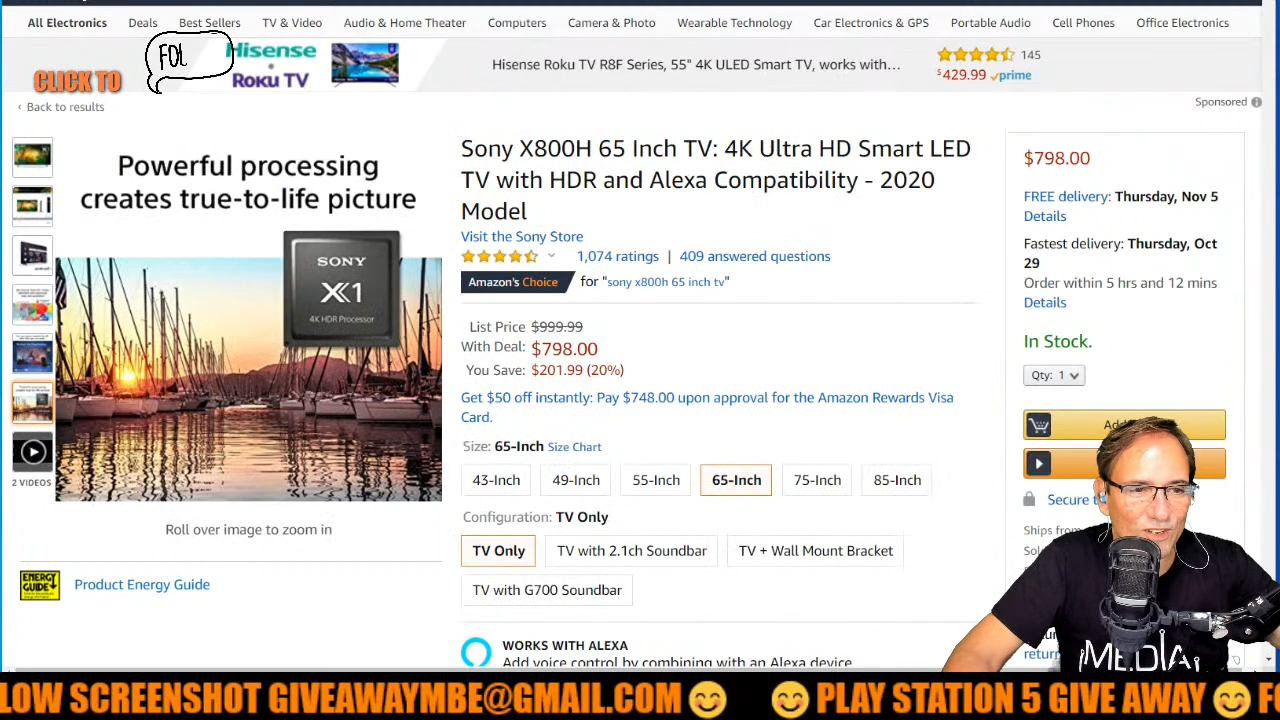 All Electronics Deals Best Sellers TV & Video Audio & Home Theater Computers Camera & Photo Wearable Technology Car Electronics & GPS Portable Audio Cell Phones Office Electronics
CLICK TO
Hisense
Roku TV
Hisense Roku TV R8F Series, 55" 4K ULED Smart TV, works with…
145
$429.99 prime
‹ Back to results
Sponsored
Powerful processing
creates true-to-life picture
SONY
X1
4K HDR Processor
2 VIDEOS
Roll over image to zoom in
ENERGY
GUIDE
Product Energy Guide
Sony X800H 65 Inch TV: 4K Ultra HD Smart LED
TV with HDR and Alexa Compatibility - 2020
Model
Visit the Sony Store
1,074 ratings | 409 answered questions
Amazon's Choice for "sony x800h 65 inch tv"
List Price $999.99
With Deal: $798.00
You Save: $201.99 (20%)
Get $50 off instantly: Pay $748.00 upon approval for the Amazon Rewards Visa
Card.
Size: 65-Inch Size Chart
43-Inch 49-Inch 55-Inch 65-Inch 75-Inch 85-Inch
Configuration: TV Only
TV Only TV with 2.1ch Soundbar TV + Wall Mount Bracket
TV with G700 Soundbar
WORKS WITH ALEXA
Add voice control by combining with an Alexa device
$798.00
FREE delivery: Thursday, Nov 5
Details
Fastest delivery: Thursday, Oct
29
Order within 5 hrs and 12 mins
Details
In Stock.
Qty: 1
Secure
Ships from
LOW SCREENSHOT GIVEAWAYMBE@GMAIL.COM 😊 😊 PLAY STATION 5 GIVE AWAY 😊